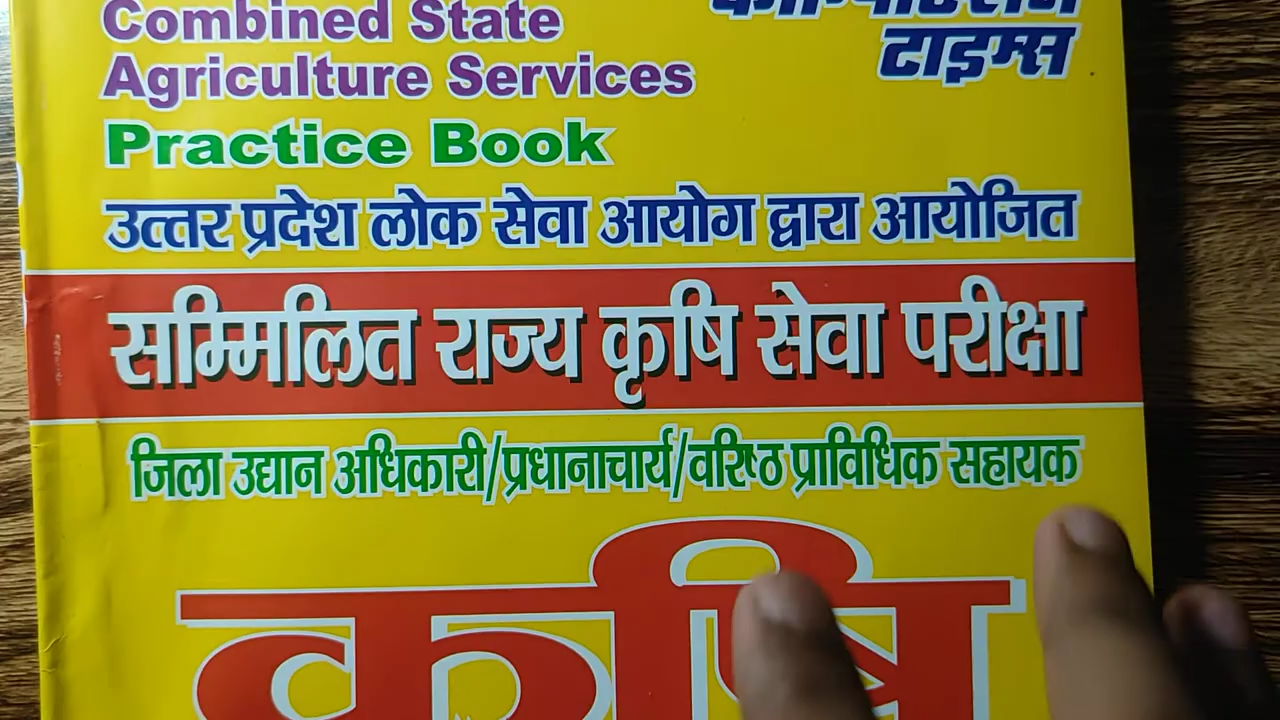 Combined State
Agriculture Services
टाइम्स
Practice Book
उत्तर प्रदेश लोक सेवा आयोग द्वारा आयोजित
सम्मिलित राज्य कृषि सेवा परीक्षा
जिला उद्यान अधिकारी/प्रधानाचार्य/वरिष्ठ प्राविधिक सहायक
कृषि